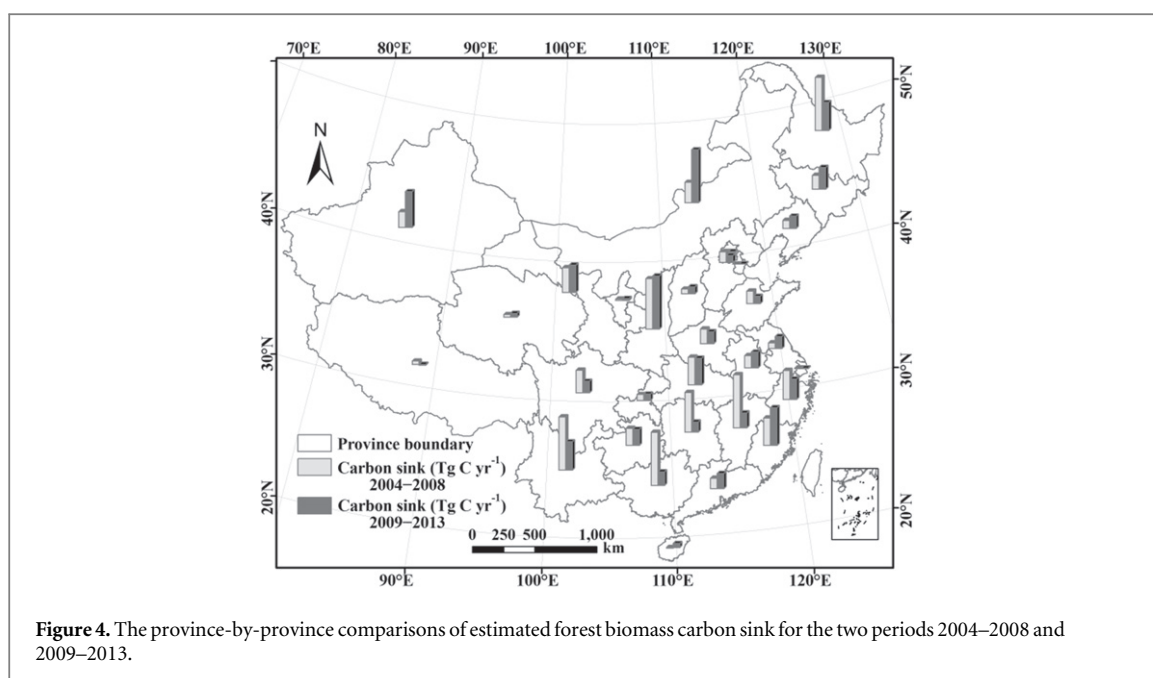 70°E 80°E 90°E 100°E 110°E 120°E 130°E
50°N
N
40°N
40°N
30°N
30°N
Province boundary
Carbon sink (Tg C yr-1)
2004–2008
20°N
Carbon sink (Tg C yr-1)
2009–2013
20°N
0 250 500 1,000
km
90°E 100°E 110°E 120°E
Figure 4. The province-by-province comparisons of estimated forest biomass carbon sink for the two periods 2004–2008 and
2009–2013.